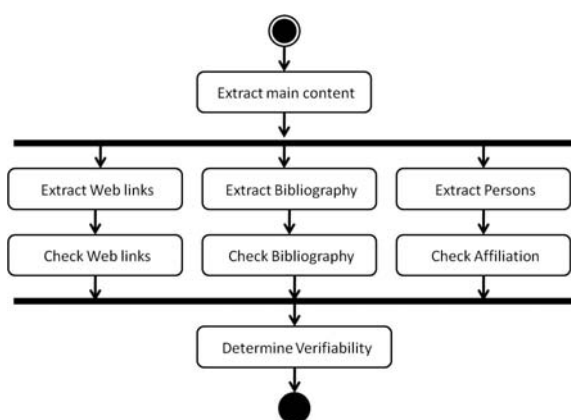 Extract main content
Extract Web links
Extract Bibliography
Extract Persons
Check Web links
Check Bibliography
Check Affiliation
Determine Verifiability